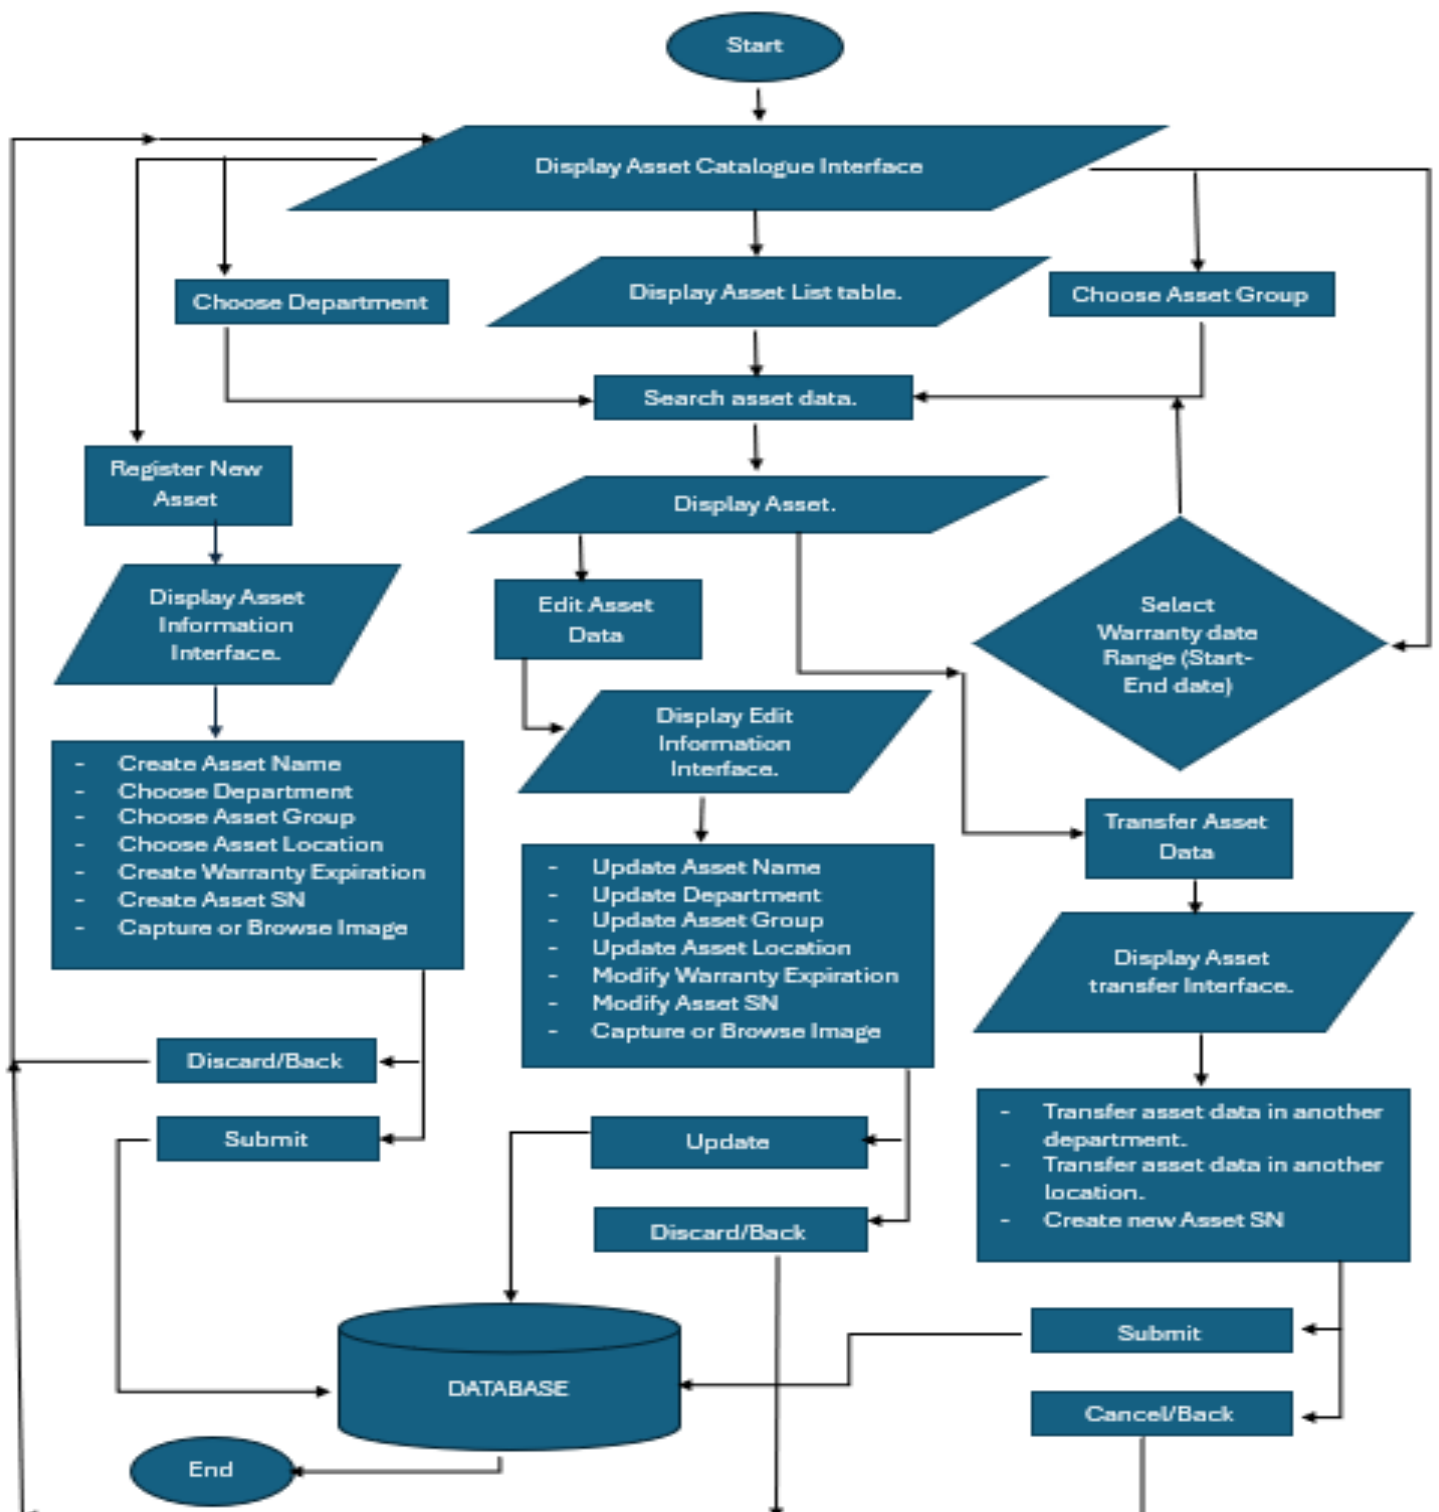 Start
Display Asset Catalogue Interface
Choose Department
Display Asset List table.
Choose Asset Group
Search asset data.
Register New
Asset
Display Asset.
Display Asset
Information
Interface.
Edit Asset
Data
Select
Warranty date
Range (Start-
End date)
Display Edit
Information
Interface.
- Create Asset Name
- Choose Department
- Choose Asset Group
- Choose Asset Location
- Create Warranty Expiration
- Create Asset SN
- Capture or Browse Image
Transfer Asset
Data
- Update Asset Name
- Update Department
- Update Asset Group
- Update Asset Location
- Modify Warranty Expiration
- Modify Asset SN
- Capture or Browse Image
Display Asset
transfer Interface.
Discard/Back
Submit
Update
Discard/Back
- Transfer asset data in another
department.
- Transfer asset data in another
location.
- Create new Asset SN
Submit
Cancel/Back
DATABASE
End